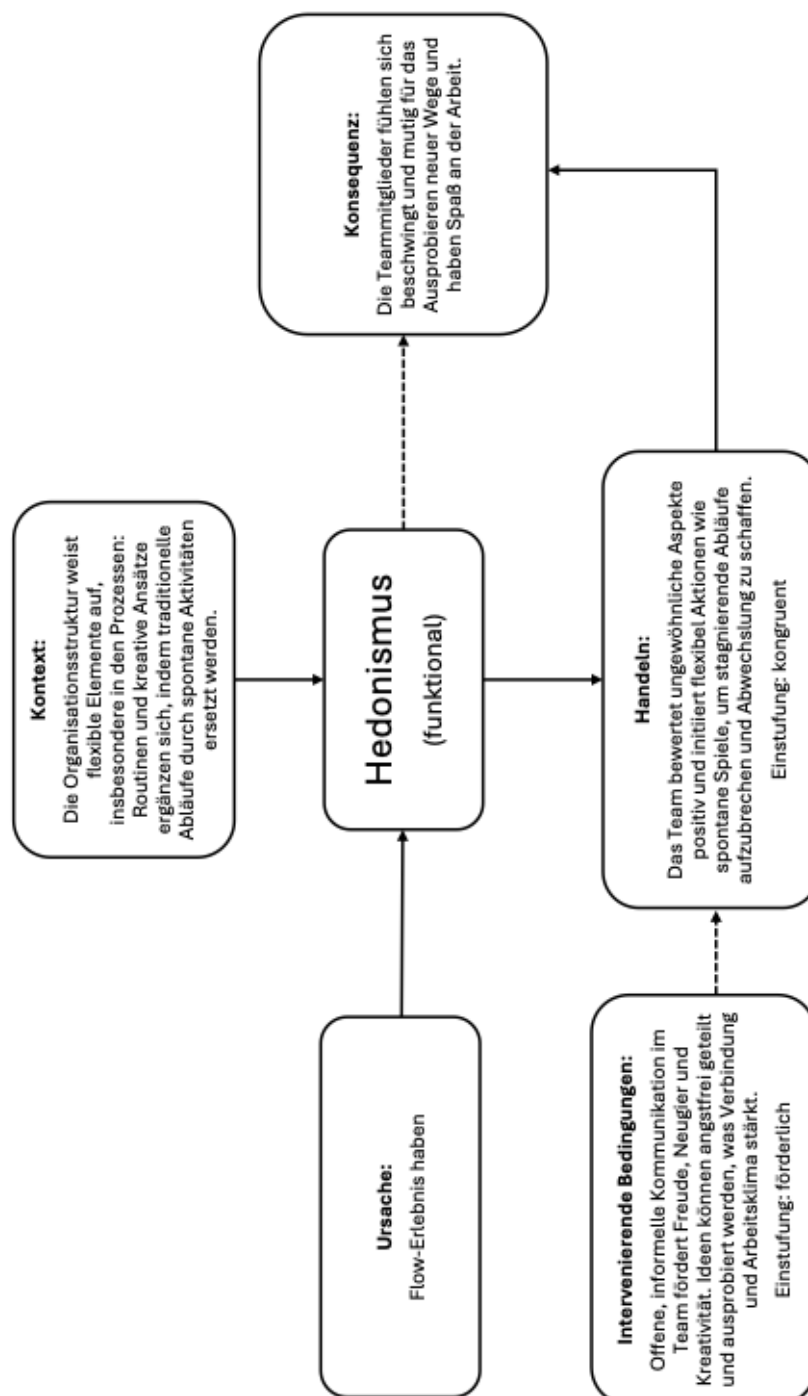 Kontext:
Die Organisationsstruktur weist
flexible Elemente auf,
insbesondere in den Prozessen:
Routinen und kreative Ansätze
ergänzen sich, indem traditionelle
Abläufe durch spontane Aktivitäten
ersetzt werden.
Ursache:
Flow-Erlebnis haben
Hedonismus
(funktional)
Konsequenz:
Die Teammitglieder fühlen sich
beschwingt und mutig für das
Ausprobieren neuer Wege und
haben Spaß an der Arbeit.
Intervenierende Bedingungen:
Offene, informelle Kommunikation im
Team fördert Freude, Neugier und
Kreativität. Ideen können angstfrei geteilt
und ausprobiert werden, was Verbindung
und Arbeitsklima stärkt.
Einstufung: förderlich
Handeln:
Das Team bewertet ungewöhnliche Aspekte
positiv und initiiert flexibel Aktionen wie
spontane Spiele, um stagnierende Abläufe
aufzubrechen und Abwechslung zu schaffen.
Einstufung: kongruent